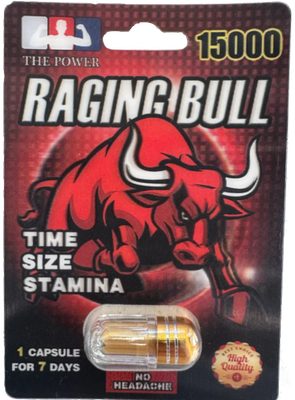 15000
THE POWER
RAGING BULL
TIME
SIZE
STAMINA
1 CAPSULE
FOR 7 DAYS
High
Quality
NO
HEADACHE